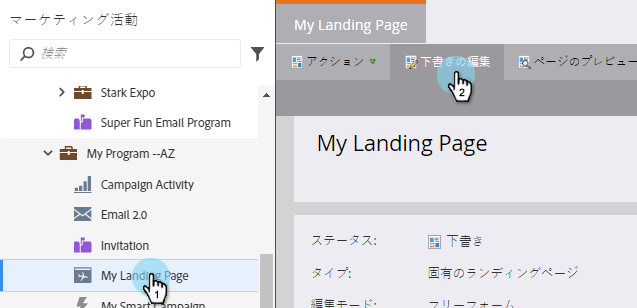 マーケティング活動
検索
Stark Expo
Super Fun Email Program
My Program --AZ
Campaign Activity
Email 2.0
Invitation
My Landing Page
1
My Smart Campaign
My Landing Page
アクション 下書きの編集 ページのプレビュー
2
My Landing Page
ステータス: 下書き
タイプ: 固有のランディングページ
編集モード: フリーフォーム